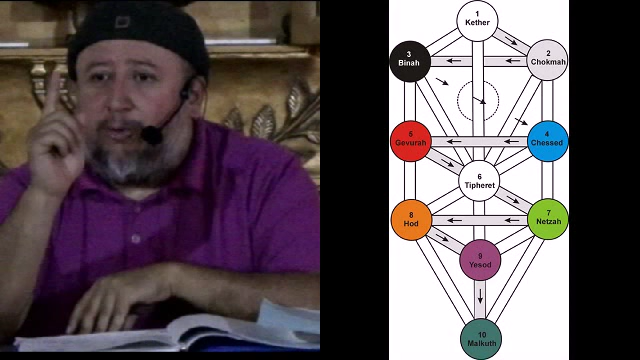 1
Kether
2
Chokmah
3
Binah
4
Chessed
5
Gevurah
6
Tipheret
7
Netzah
8
Hod
9
Yesod
10
Malkuth